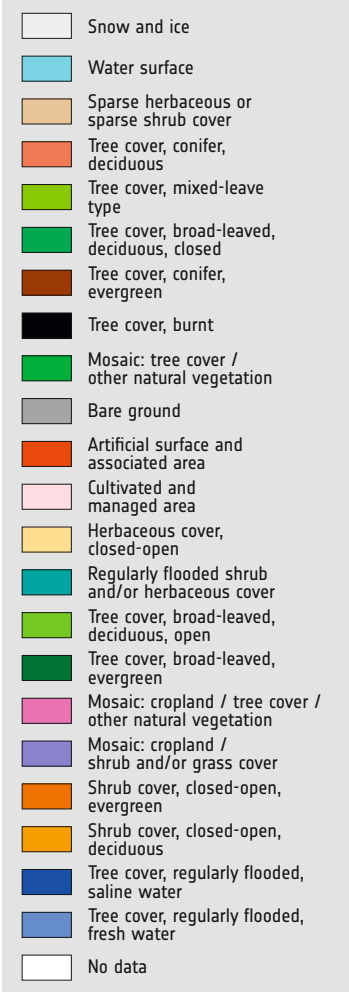 Snow and ice
Water surface
Sparse herbaceous or
sparse shrub cover
Tree cover, conifer,
deciduous
Tree cover, mixed-leave
type
Tree cover, broad-leaved,
deciduous, closed
Tree cover, conifer,
evergreen
Tree cover, burnt
Mosaic: tree cover /
other natural vegetation
Bare ground
Artificial surface and
associated area
Cultivated and
managed area
Herbaceous cover,
closed-open
Regularly flooded shrub
and/or herbaceous cover
Tree cover, broad-leaved,
deciduous, open
Tree cover, broad-leaved,
evergreen
Mosaic: cropland / tree cover /
other natural vegetation
Mosaic: cropland /
shrub and/or grass cover
Shrub cover, closed-open,
evergreen
Shrub cover, closed-open,
deciduous
Tree cover, regularly flooded,
saline water
Tree cover, regularly flooded,
fresh water
No data